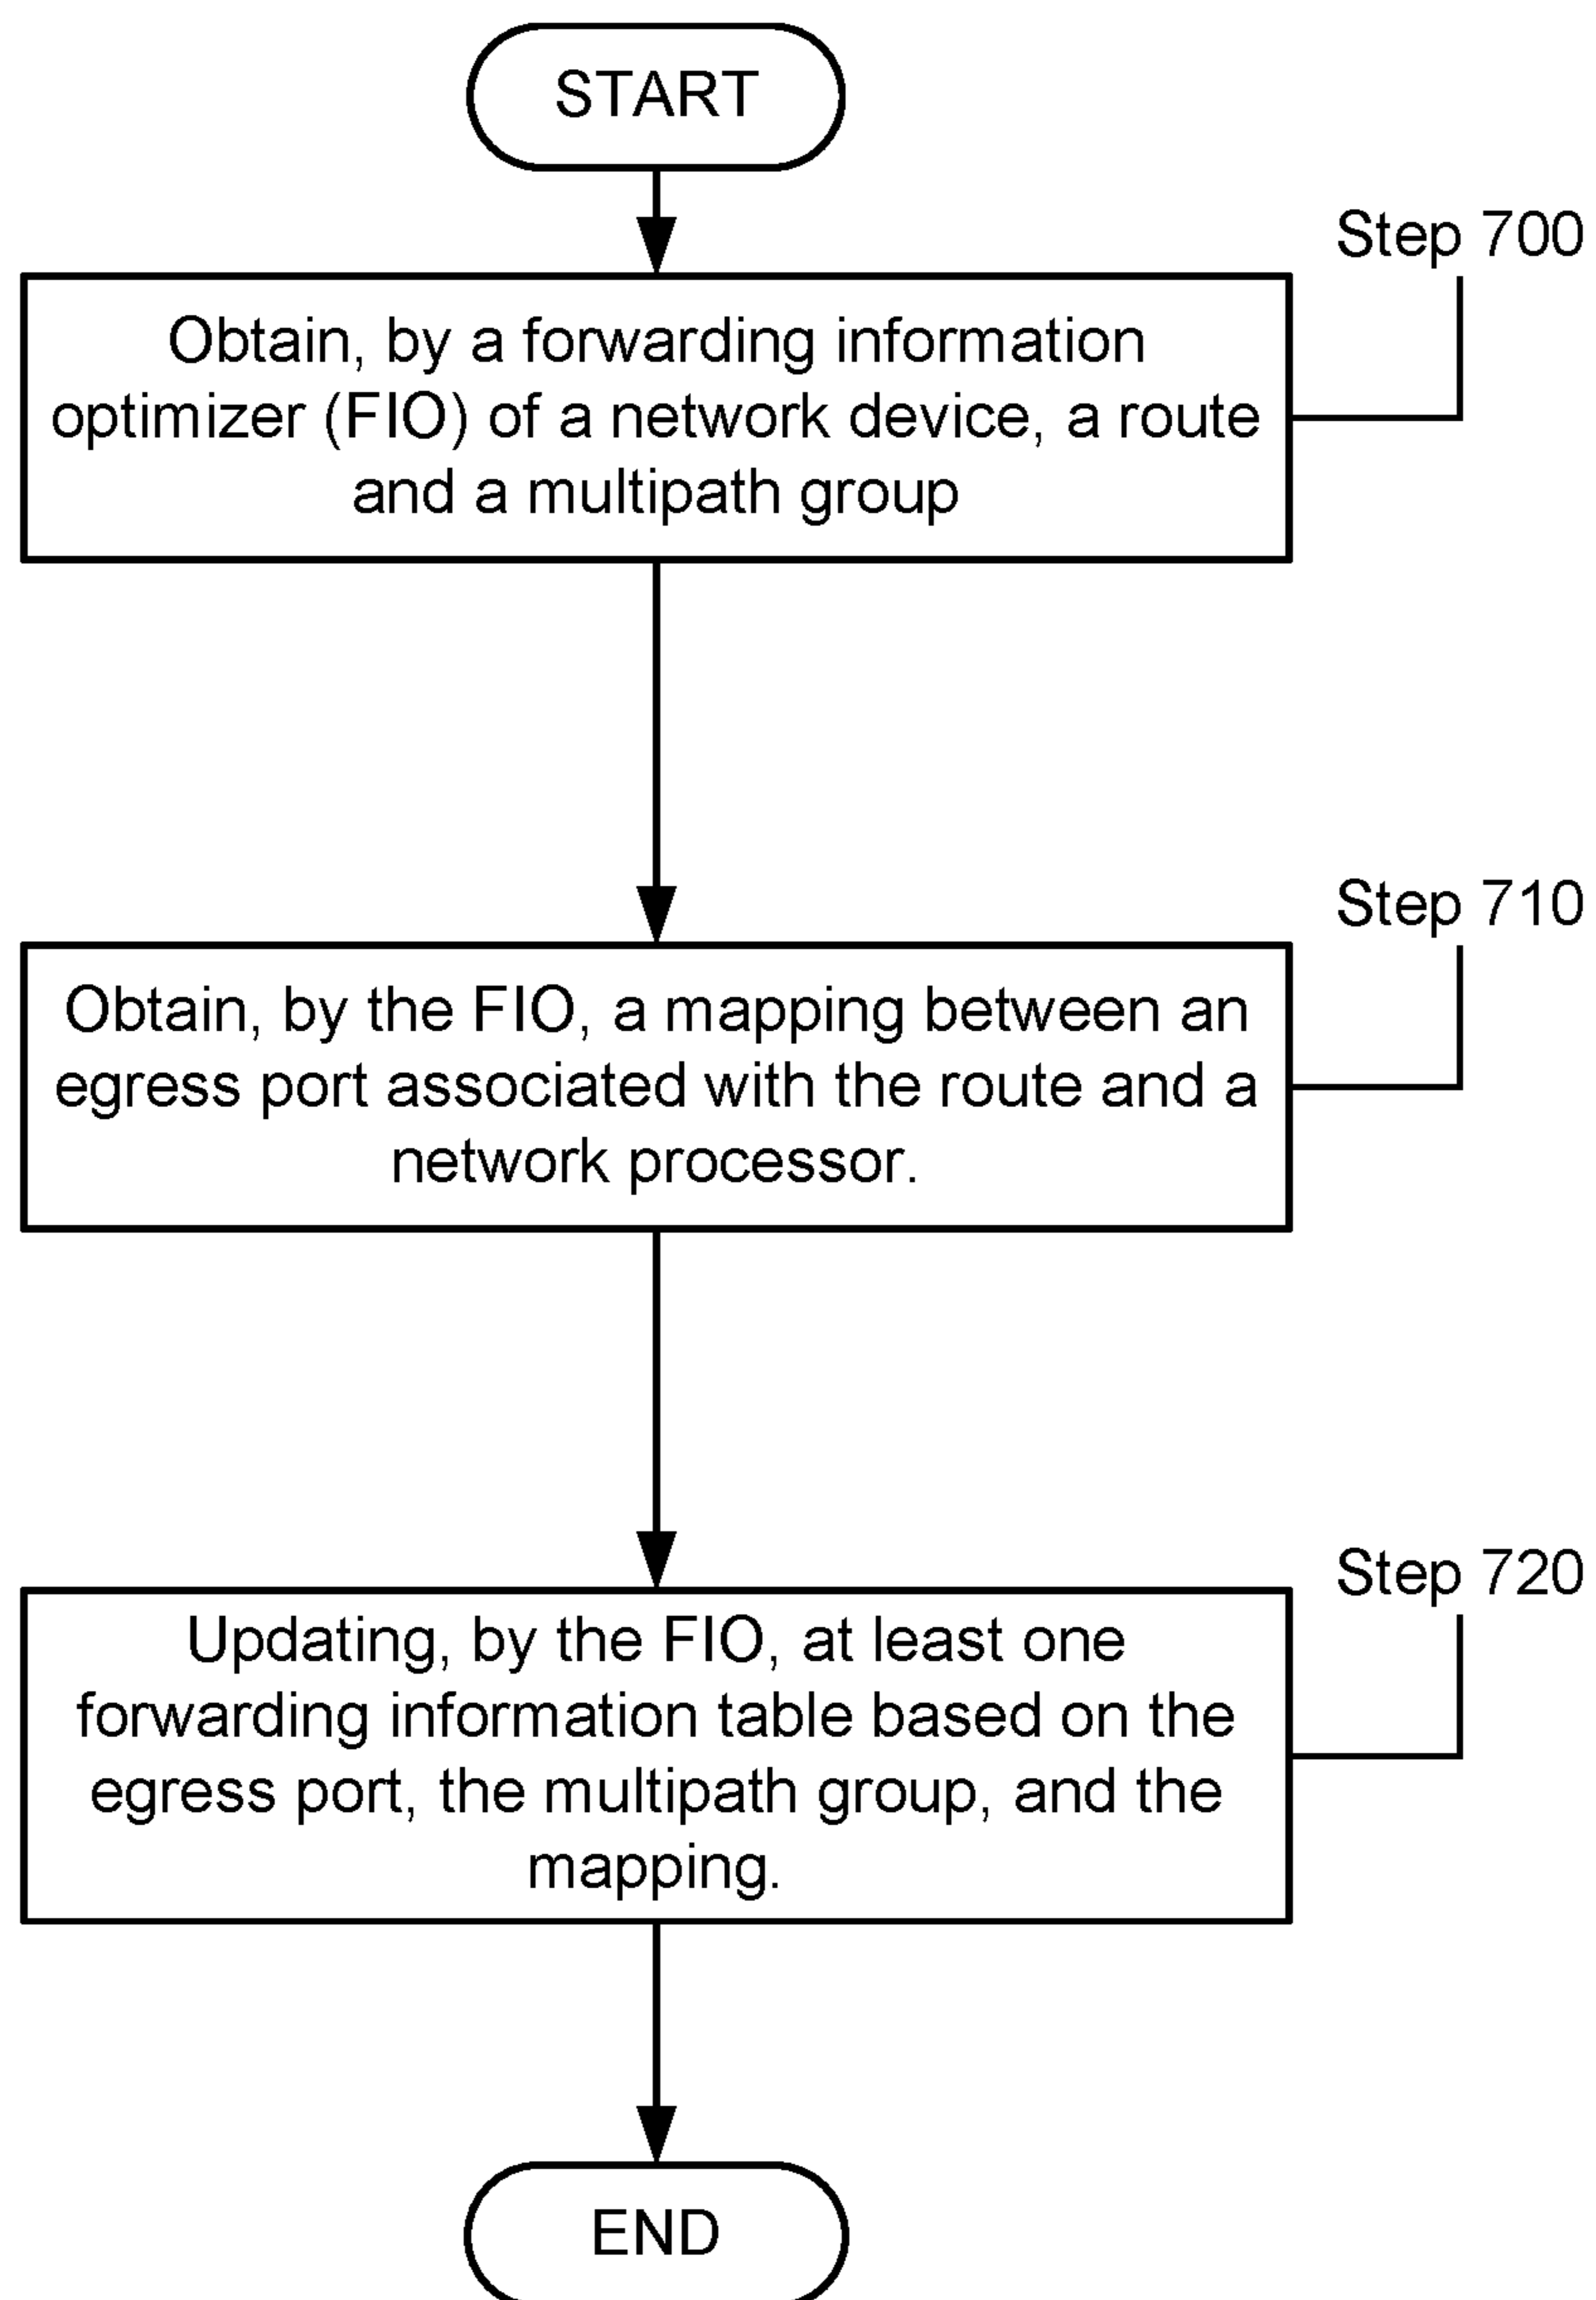 START
Step 700
Obtain, by a forwarding information
optimizer (FIO) of a network device, a route
and a multipath group
Step 710
Obtain, by the FIO, a mapping between an
egress port associated with the route and a
network processor.
Step 720
Updating, by the FIO, at least one
forwarding information table based on the
egress port, the multipath group, and the
mapping.
END